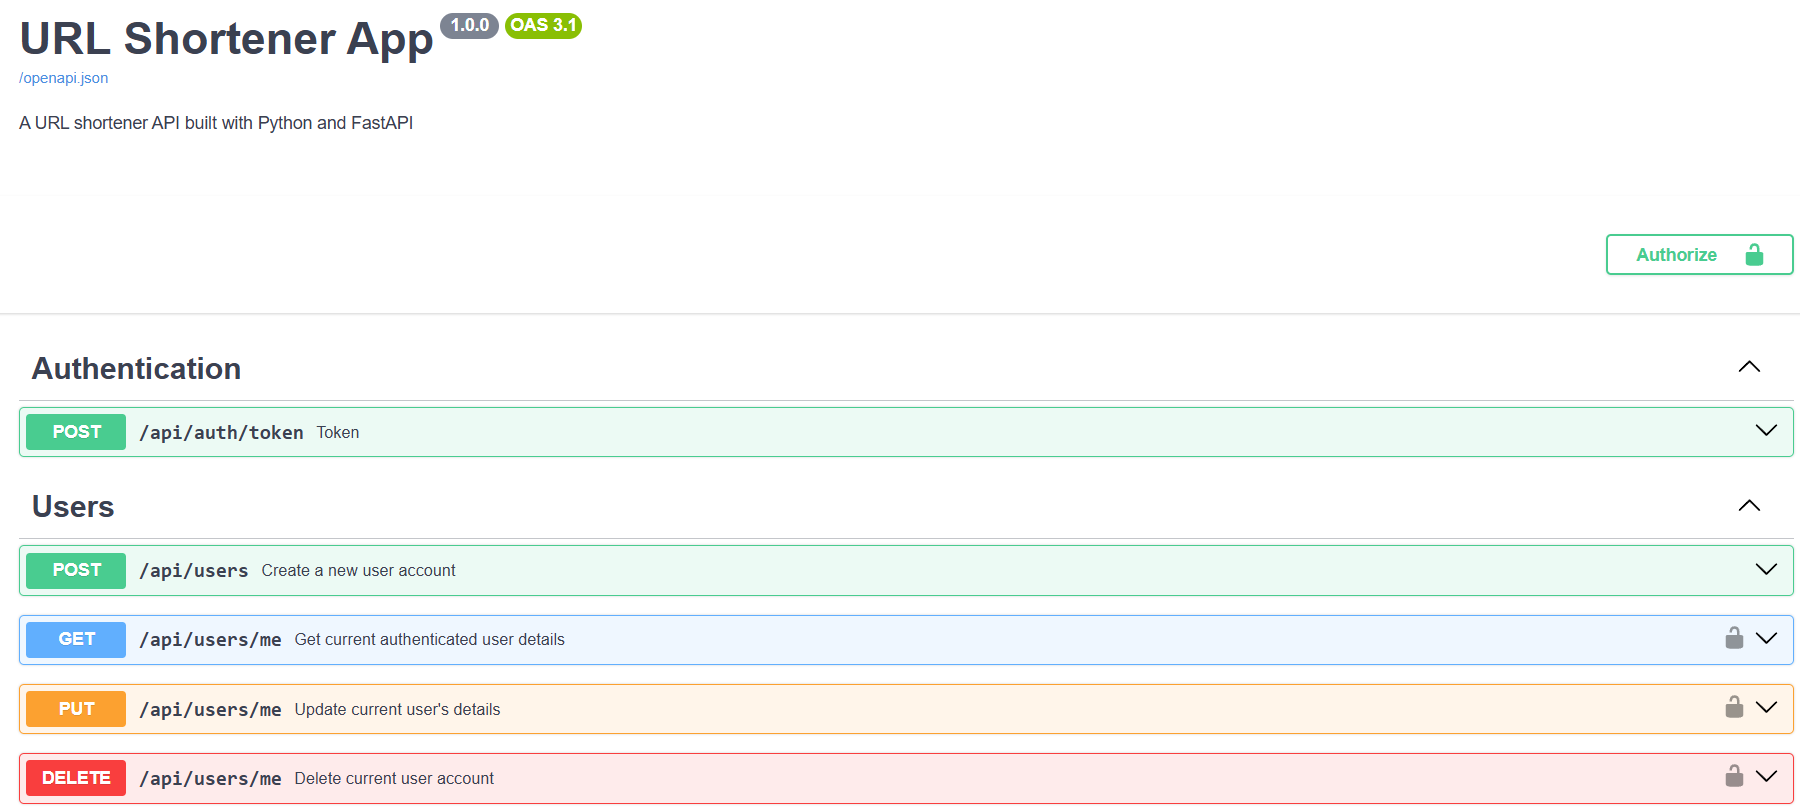 URL Shortener App 1.0.0 OAS 3.1
/openapi.json
A URL shortener API built with Python and FastAPI
Authorize
Authentication
POST /api/auth/token Token
Users
POST /api/users Create a new user account
GET /api/users/me Get current authenticated user details
PUT /api/users/me Update current user's details
DELETE /api/users/me Delete current user account